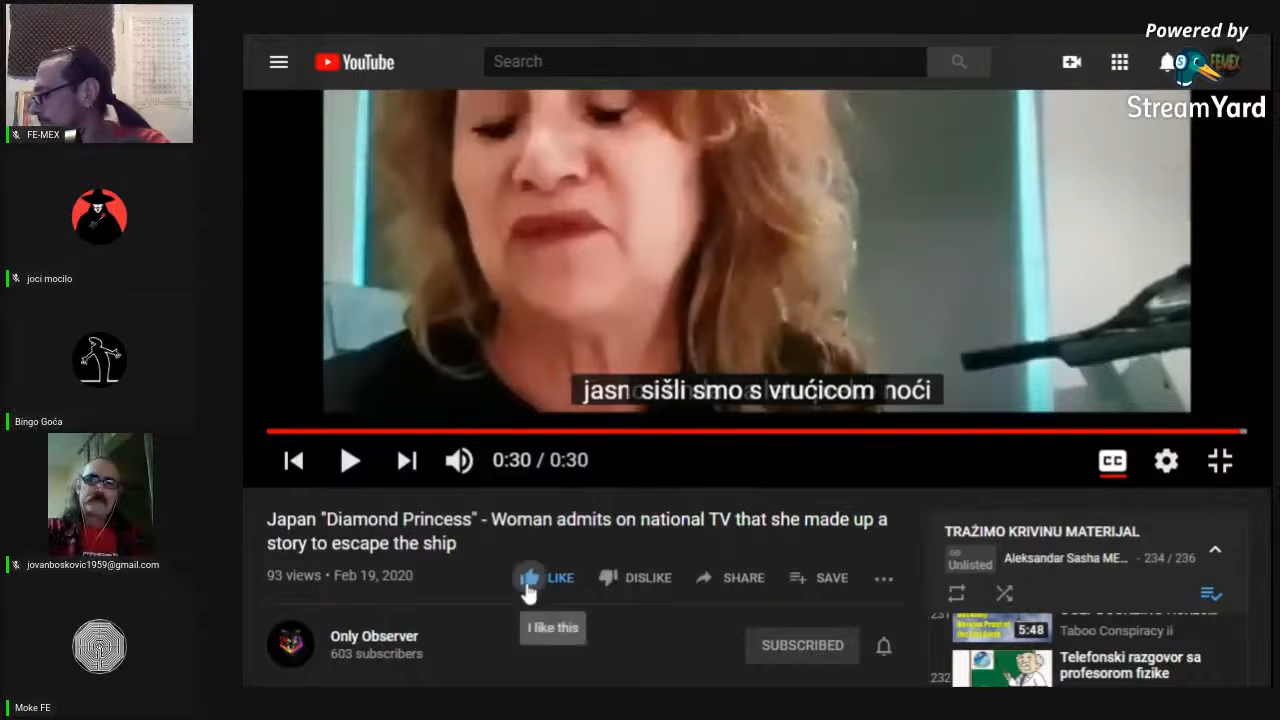 Powered by
StreamYard
YouTube
Search
FEMEX
FE-MEX
joci mocilo
Bingo Goća
jovanboskovic1959@gmail.com
Moke FE
sišli smo s vrućicom noći
0:30 / 0:30
CC
Japan "Diamond Princess" - Woman admits on national TV that she made up a
story to escape the ship
93 views • Feb 19, 2020
LIKE
DISLIKE
SHARE
SAVE
I like this
Only Observer
603 subscribers
SUBSCRIBED
TRAŽIMO KRIVINU MATERIJAL
Unlisted
Aleksandar Sasha ME... - 234 / 236
5:48
Taboo Conspiracy ii
232
Telefonski razgovor sa
profesorom fizike